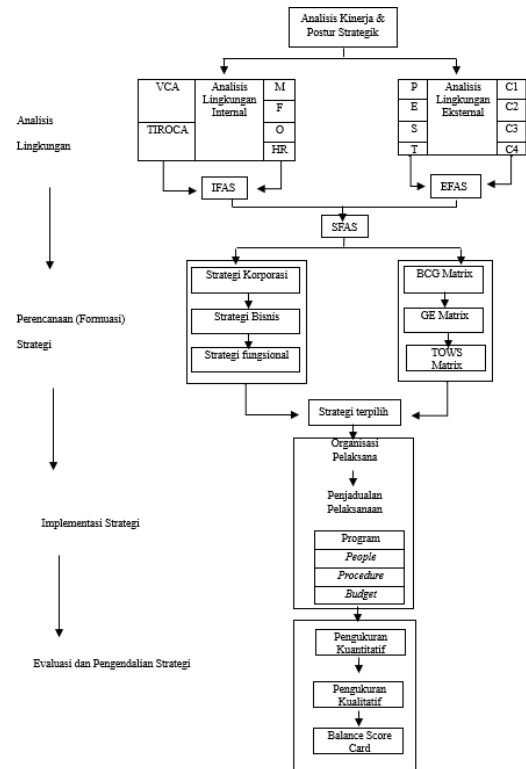 Analisis Kinerja &
Postur Strategik
VCA
TIROCA
Analisis
Lingkungan
Internal
M
F
O
HR
P
E
S
T
Analisis
Lingkungan
Eksternal
C1
C2
C3
C4
Analisis
Lingkungan
IFAS
EFAS
SFAS
Strategi Korporasi
Strategi Bisnis
Strategi fungsional
BCG Matrix
GE Matrix
TOWS
Matrix
Perencanaan (Formuasi)
Strategi
Strategi terpilih
Organisasi
Pelaksana
Penjadualan
Pelaksanaan
Program
People
Procedure
Budget
Implementasi Strategi
Pengukuran
Kuantitatif
Pengukuran
Kualitatif
Balance Score
Card
Evaluasi dan Pengendalian Strategi